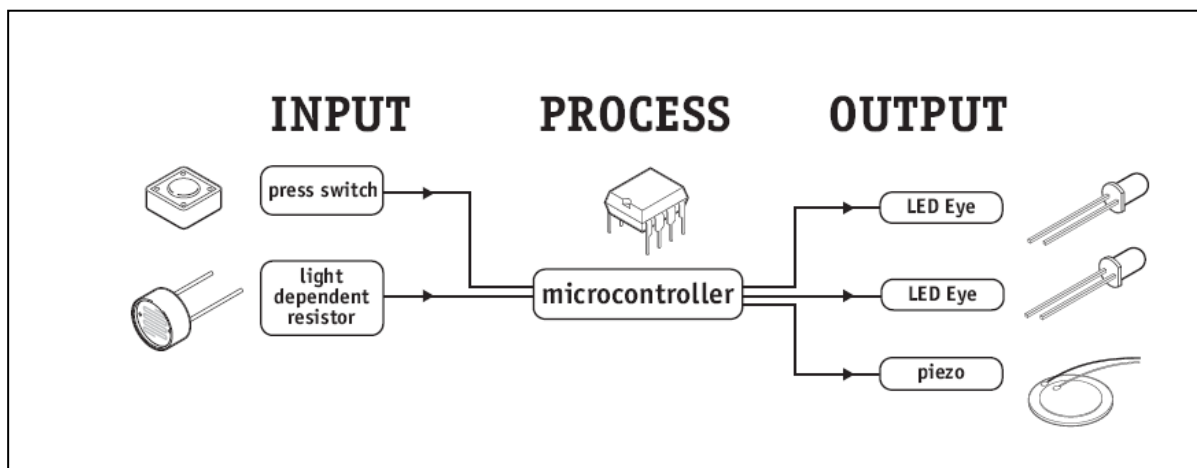 INPUT
PROCESS
OUTPUT
press switch
light
dependent
resistor
microcontroller
LED Eye
LED Eye
piezo